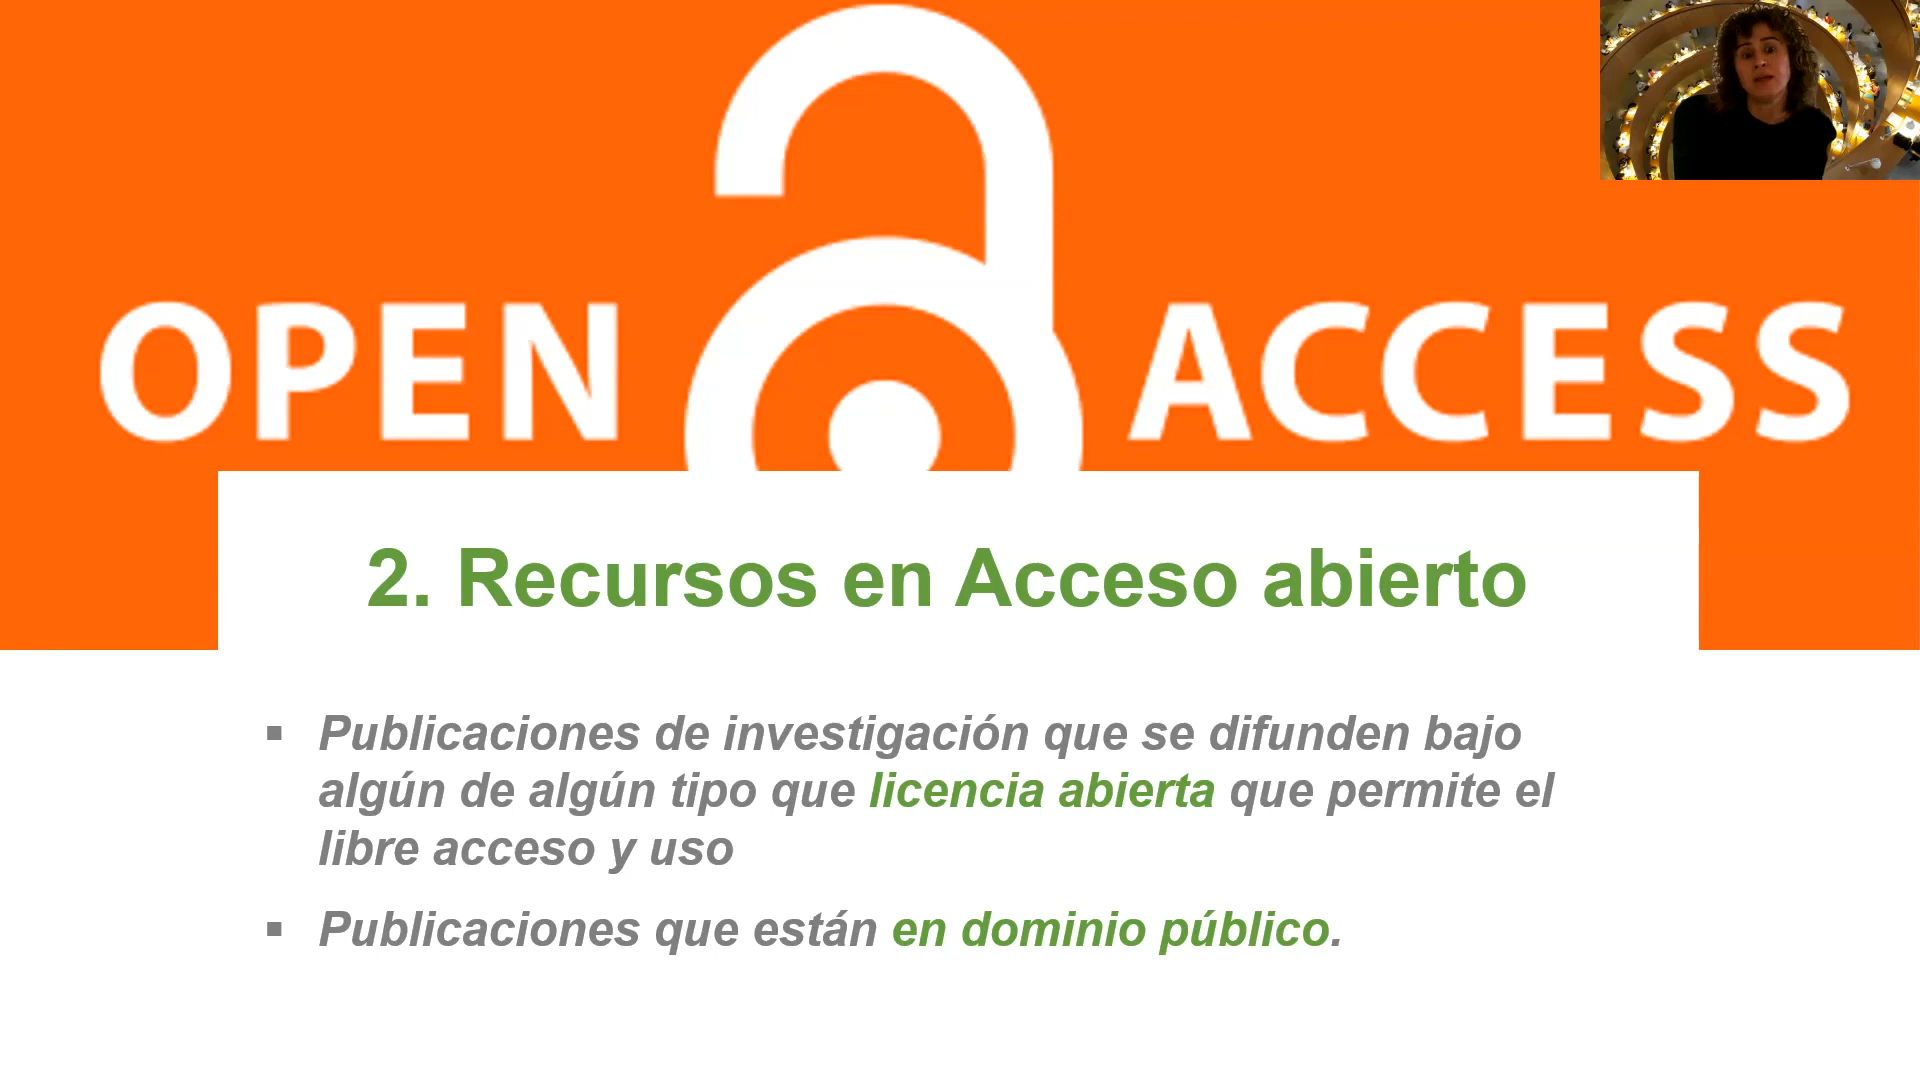 OPEN ACCESS
2. Recursos en Acceso abierto
▪ Publicaciones de investigación que se difunden bajo
algún de algún tipo que licencia abierta que permite el
libre acceso y uso
▪ Publicaciones que están en dominio público.